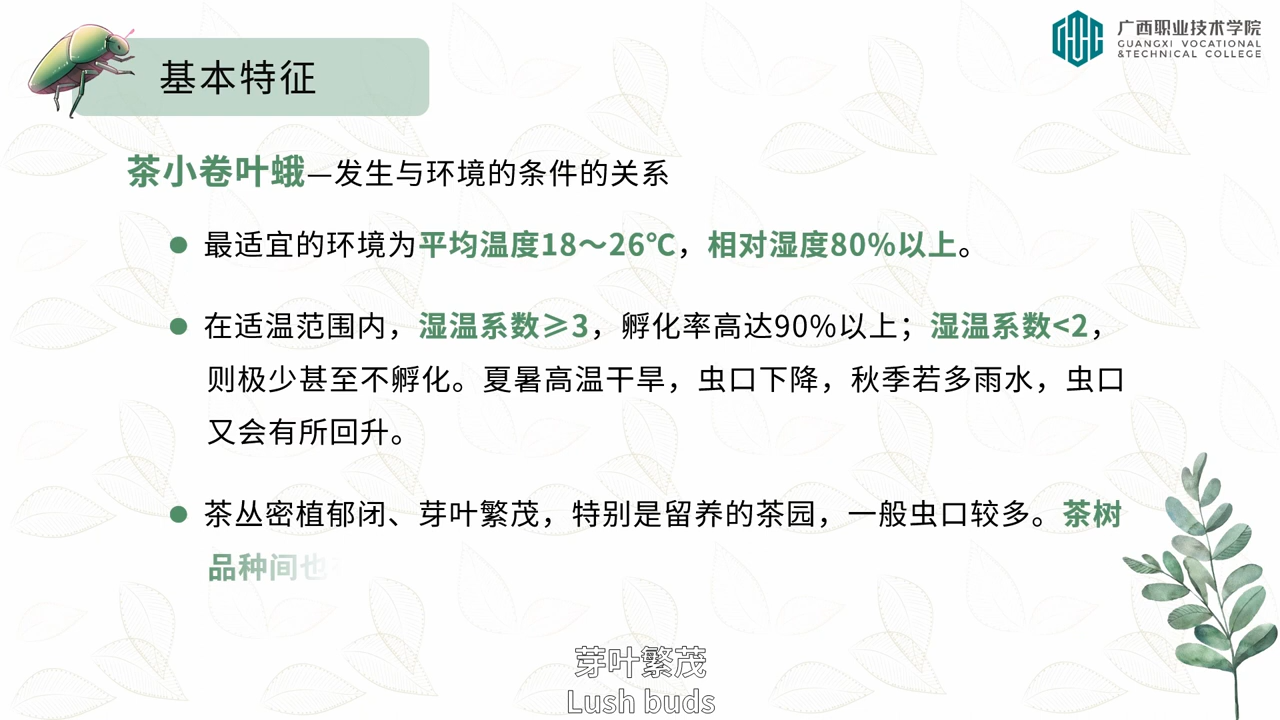 广西职业技术学院
GUANGXI VOCATIONAL
&TECHNICAL COLLEGE
基本特征
茶小卷叶蛾—发生与环境的条件的关系
最适宜的环境为平均温度18～26℃，相对湿度80%以上。
在适温范围内，湿温系数≥3，孵化率高达90%以上；湿温系数<2，
则极少甚至不孵化。夏暑高温干旱，虫口下降，秋季若多雨水，虫口
又会有所回升。
茶丛密植郁闭、芽叶繁茂，特别是留养的茶园，一般虫口较多。茶树
品种间也
芽叶繁茂
Lush buds